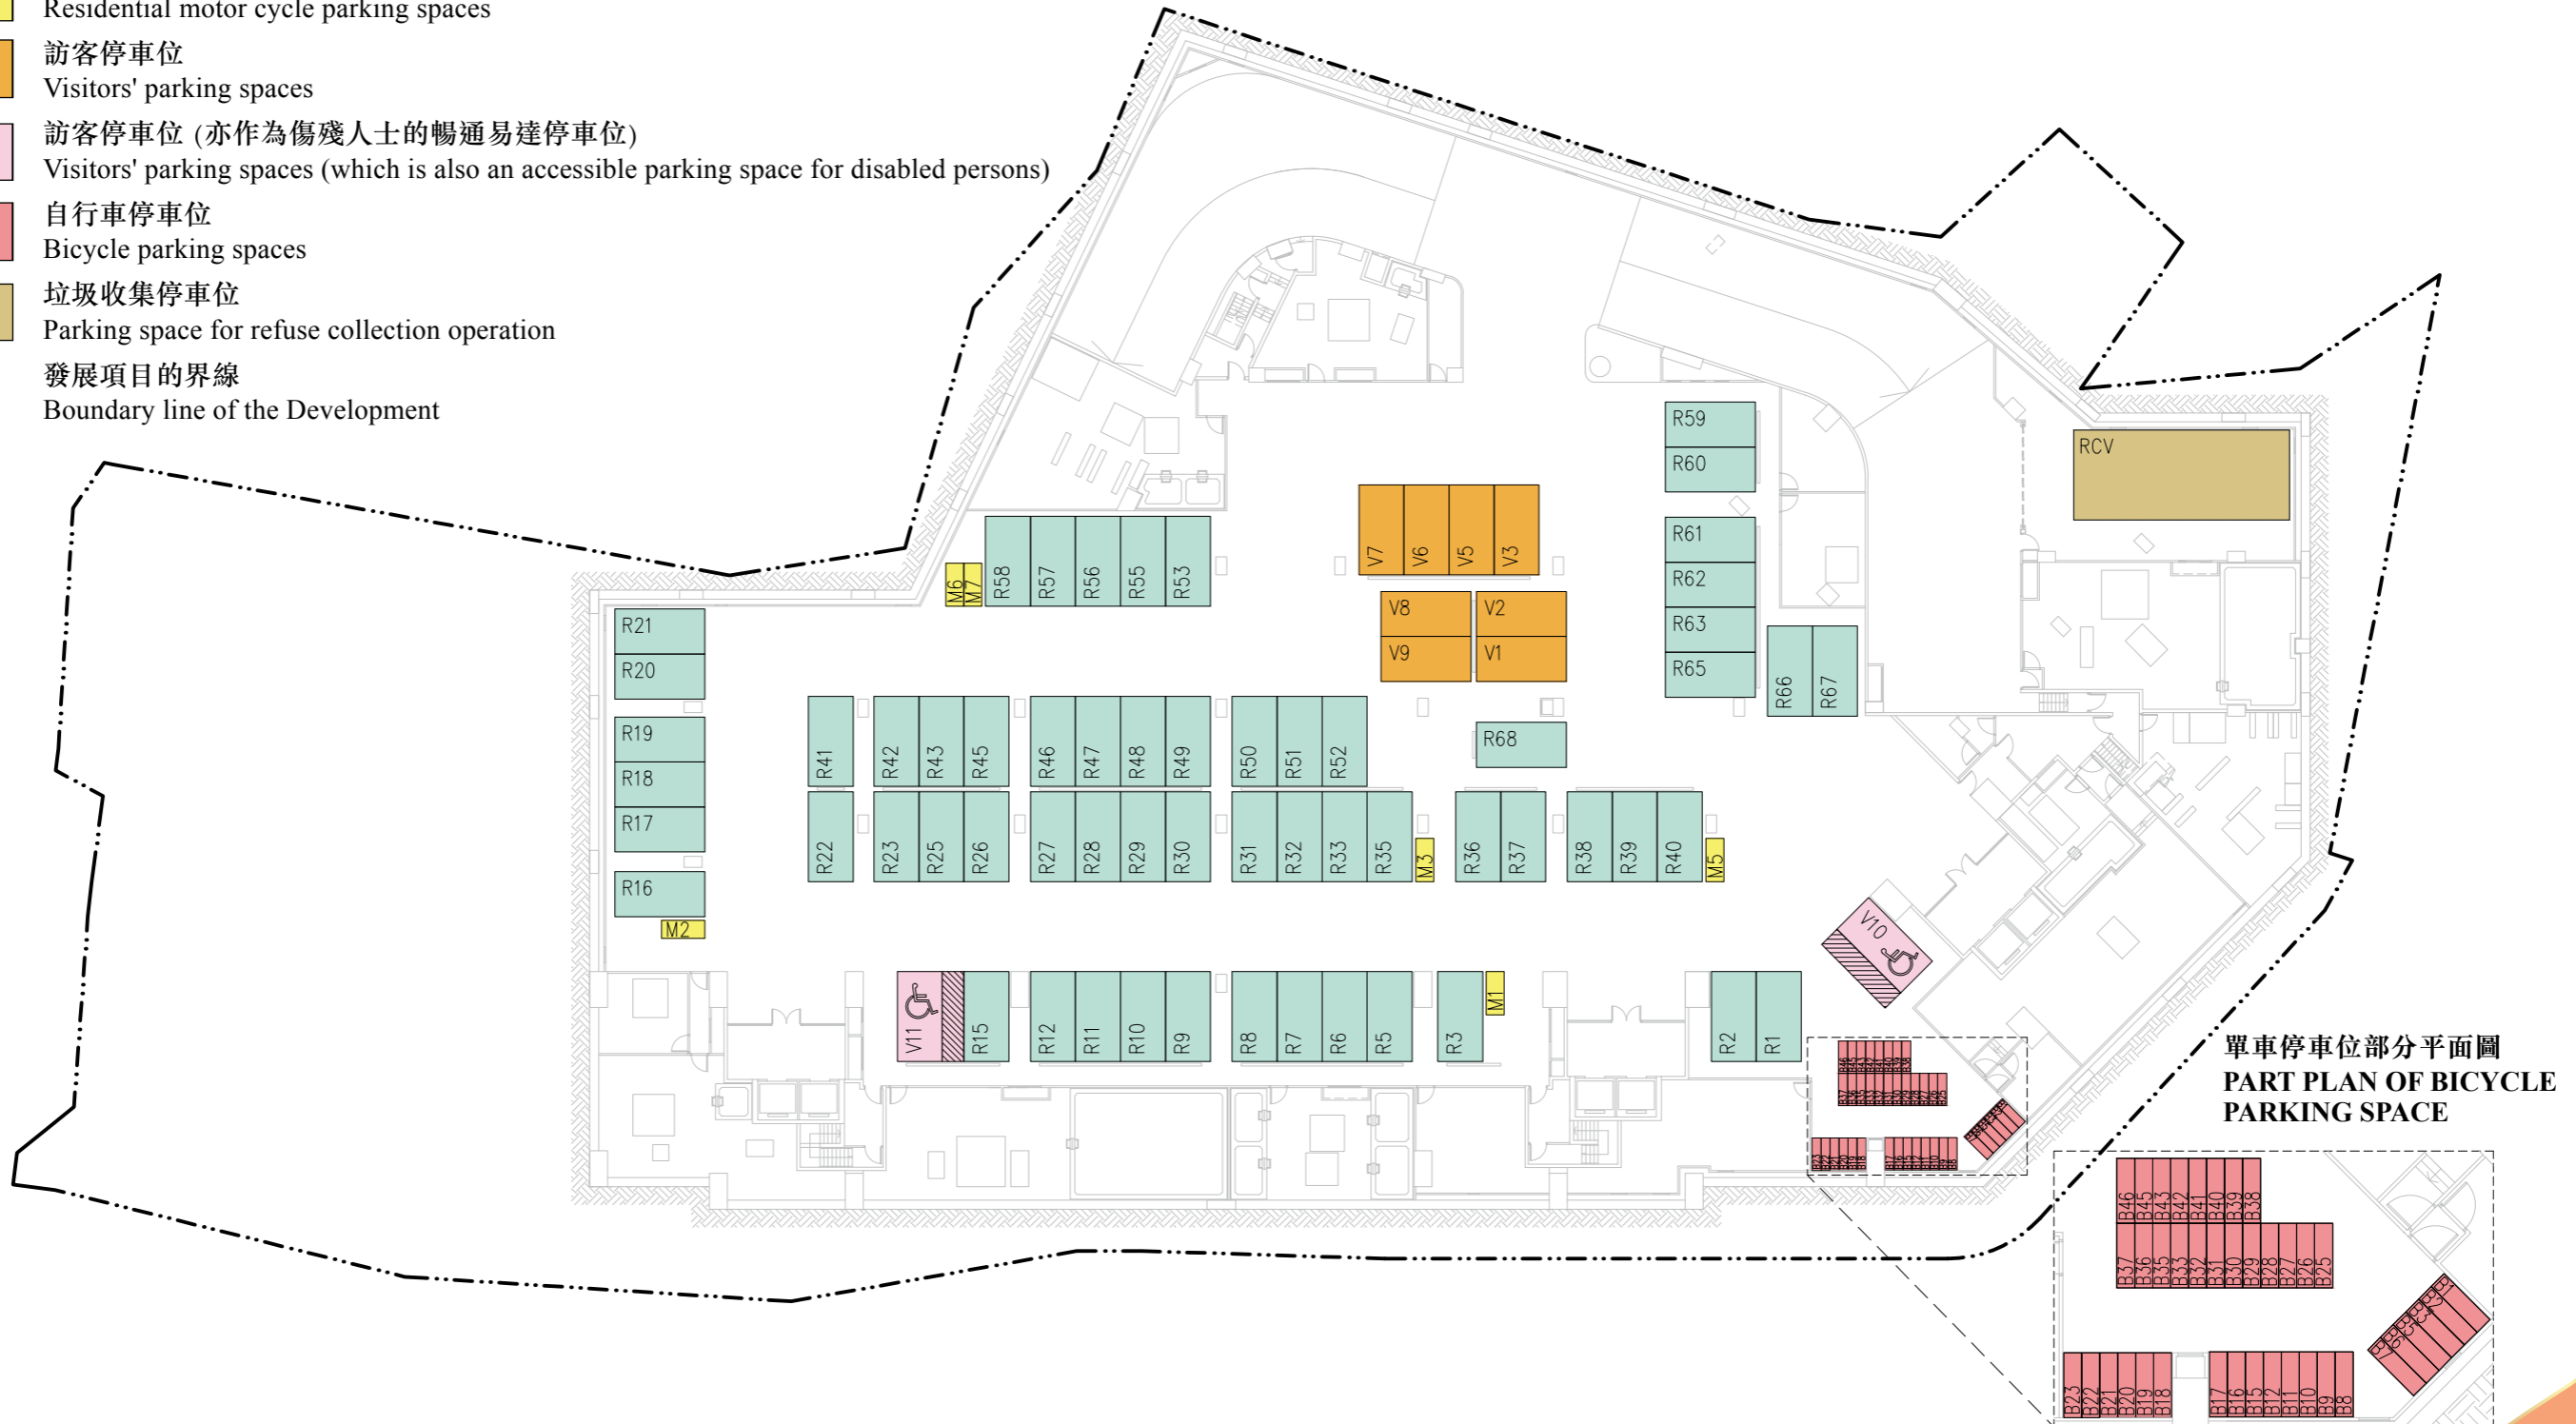 Residential motor cycle parking spaces
訪客停車位
Visitors' parking spaces
訪客停車位 (亦作為傷殘人士的暢通易達停車位)
Visitors' parking spaces (which is also an accessible parking space for disabled persons)
自行車停車位
Bicycle parking spaces
垃圾收集停車位
Parking space for refuse collection operation
發展項目的界線
Boundary line of the Development
R59
R60
RCV
V7 V6 V5 V3
R61
R62
R63
R65
M6 M7 R58 R57 R56 R55 R53
V8 V2
V9 V1
R66 R67
R21
R20
R19
R18
R17
R16
M2
R41 R42 R43 R45 R46 R47 R48 R49 R50 R51 R52
R68
R22 R23 R25 R26 R27 R28 R29 R30 R31 R32 R33 R35 M3 R36 R37 R38 R39 R40 M5
V10
V11 R15 R12 R11 R10 R9 R8 R7 R6 R5 R3 M1 R2 R1
單車停車位部分平面圖
PART PLAN OF BICYCLE
PARKING SPACE
B46 B45 B43 B42 B41 B40 B39 B38
B37 B36 B35 B33 B32 B31 B30 B29 B28 B27 B26 B25
B23 B22 B21 B20 B19 B18 B17 B16 B15 B12 B11 B10 B9 B8